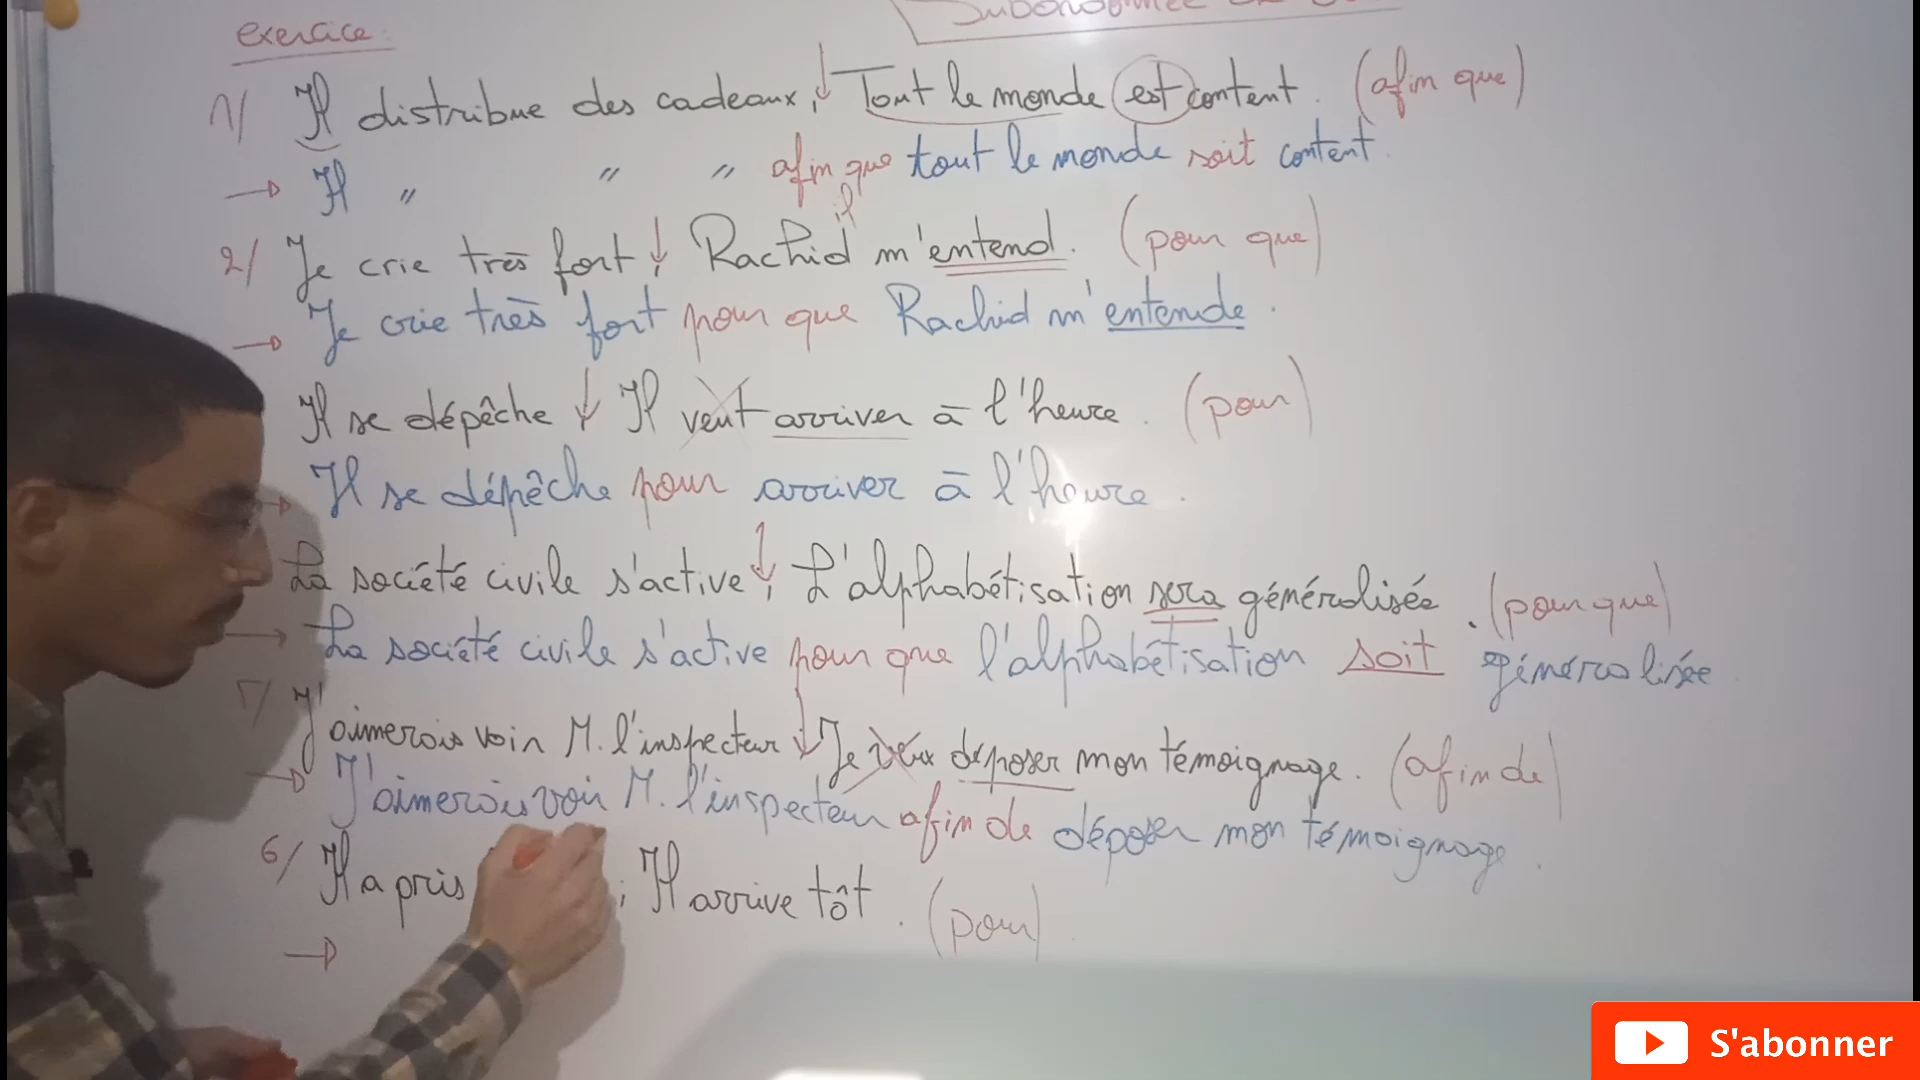 exercice
1/ Il distribue des cadeaux, Tout le monde est content. (afin que)
→ Il " " " afin que tout le monde soit content.
il
2/ Je crie très fort, Rachid m'entend. (pour que)
→ Je crie très fort pour que Rachid m'entende.
Il se dépêche Il veut arriver à l'heure. (pour)
→ Il se dépêche pour arriver à l'heure.
La société civile s'active, L'alphabétisation sera généralisée. (pour que)
→ La société civile s'active pour que l'alphabétisation soit généralisée
5/ J'aimerais voir M. l'inspecteur Je veux déposer mon témoignage. (afin de)
→ J'aimerais voir M. l'inspecteur afin de déposer mon témoignage.
6/ Il a pris ; Il arrive tôt. (pour)
→
S'abonner